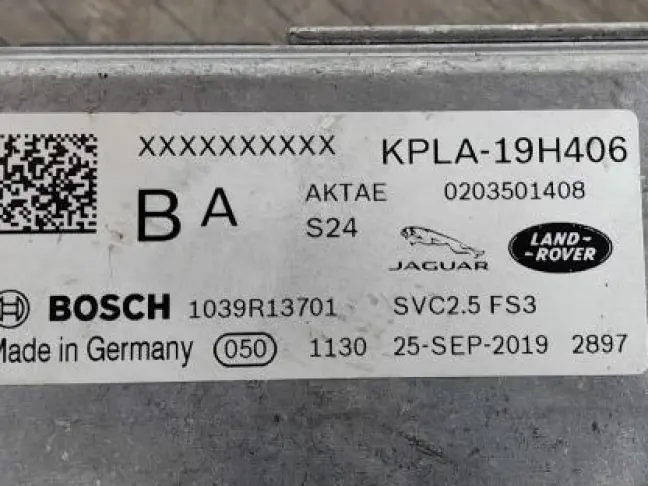 XXXXXXXXXX KPLA-19H406
B A AKTAE 0203501408
S24 JAGUAR LAND-ROVER
BOSCH 1039R13701 SVC2.5 FS3
Made in Germany 050 1130 25-SEP-2019 2897